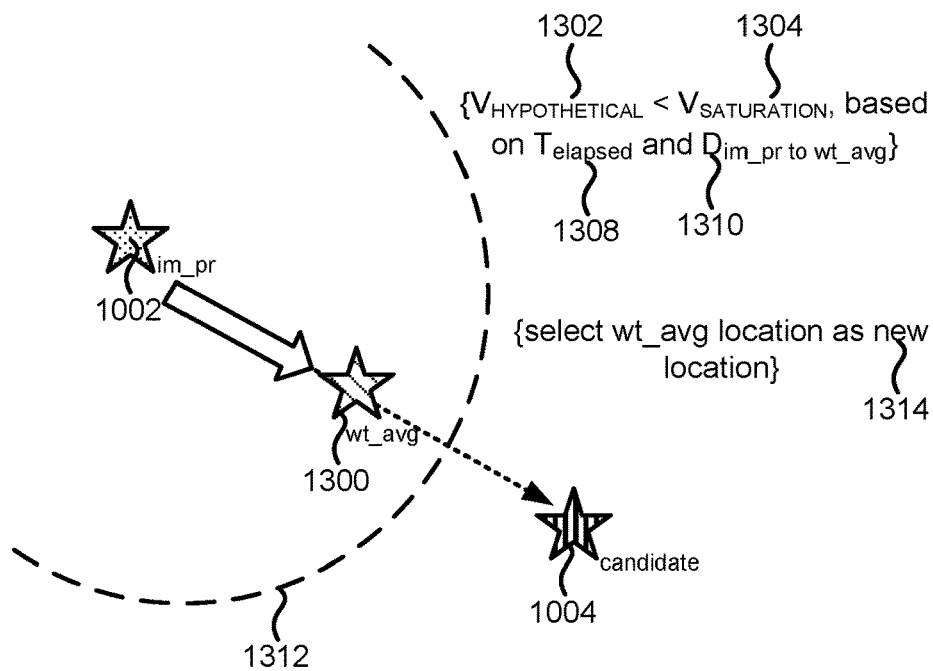 1302
1304
{VHYPOTHETICAL < VSATURATION, based
on Telapsed and Dim_pr to wt_avg}
1308
1310
im_pr
1002
{select wt_avg location as new
location}
1314
wt_avg
1300
candidate
1004
1312